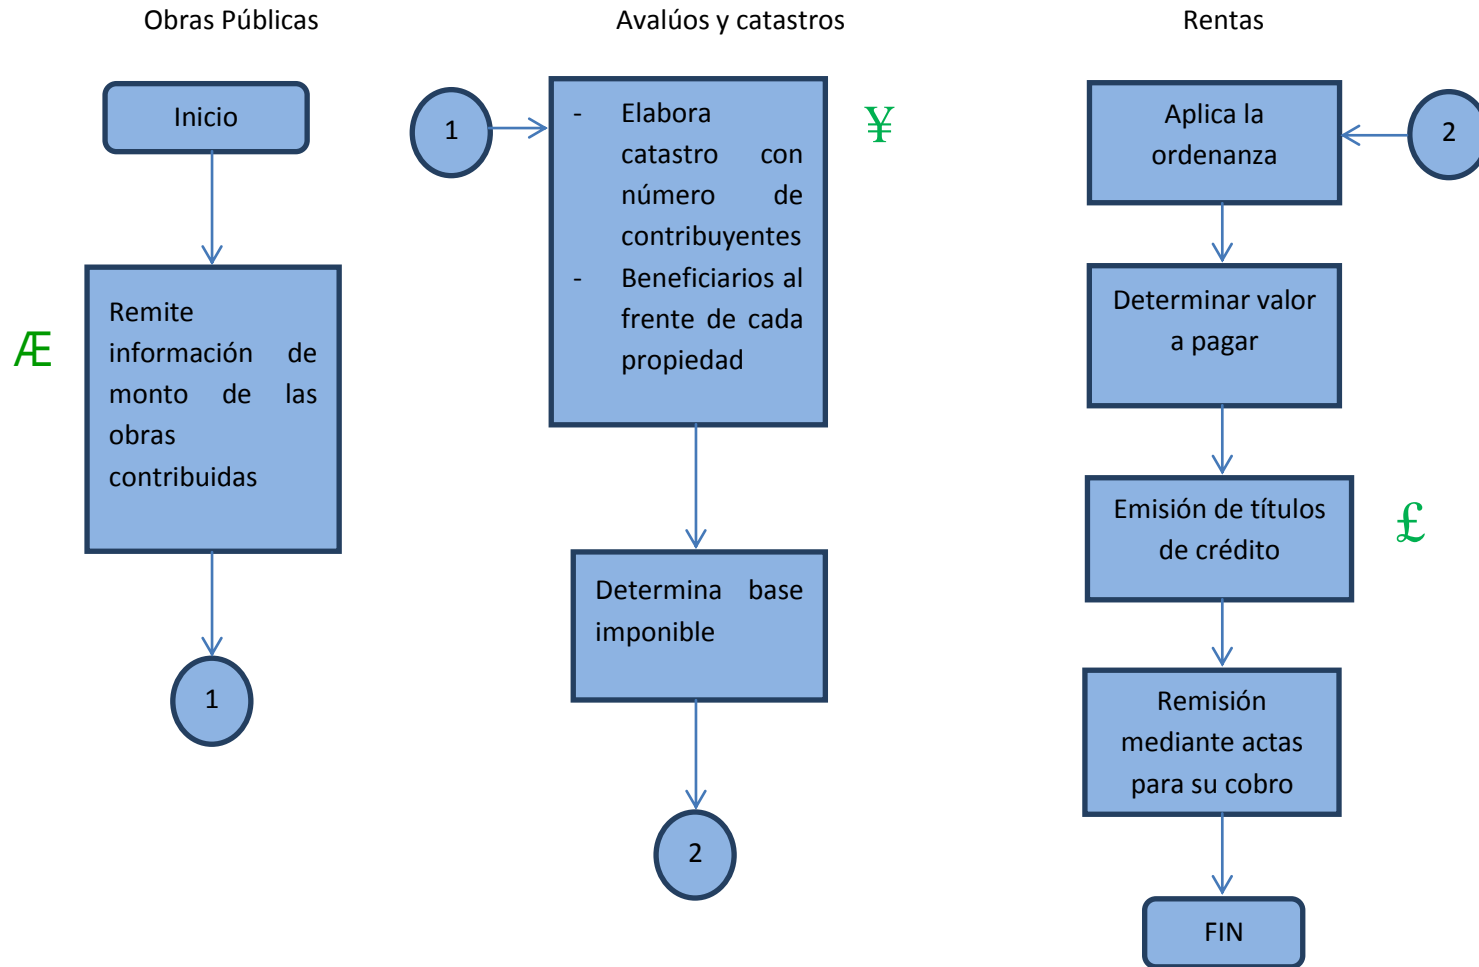 Obras Públicas
Inicio
Æ
Remite
información de
monto de las
obras
contribuidas
1
Avalúos y catastros
1
- Elabora
catastro con
número de
contribuyentes
- Beneficiarios al
frente de cada
propiedad
¥
Determina base
imponible
2
Rentas
Aplica la
ordenanza
2
Determinar valor
a pagar
Emisión de títulos
de crédito
£
Remisión
mediante actas
para su cobro
FIN